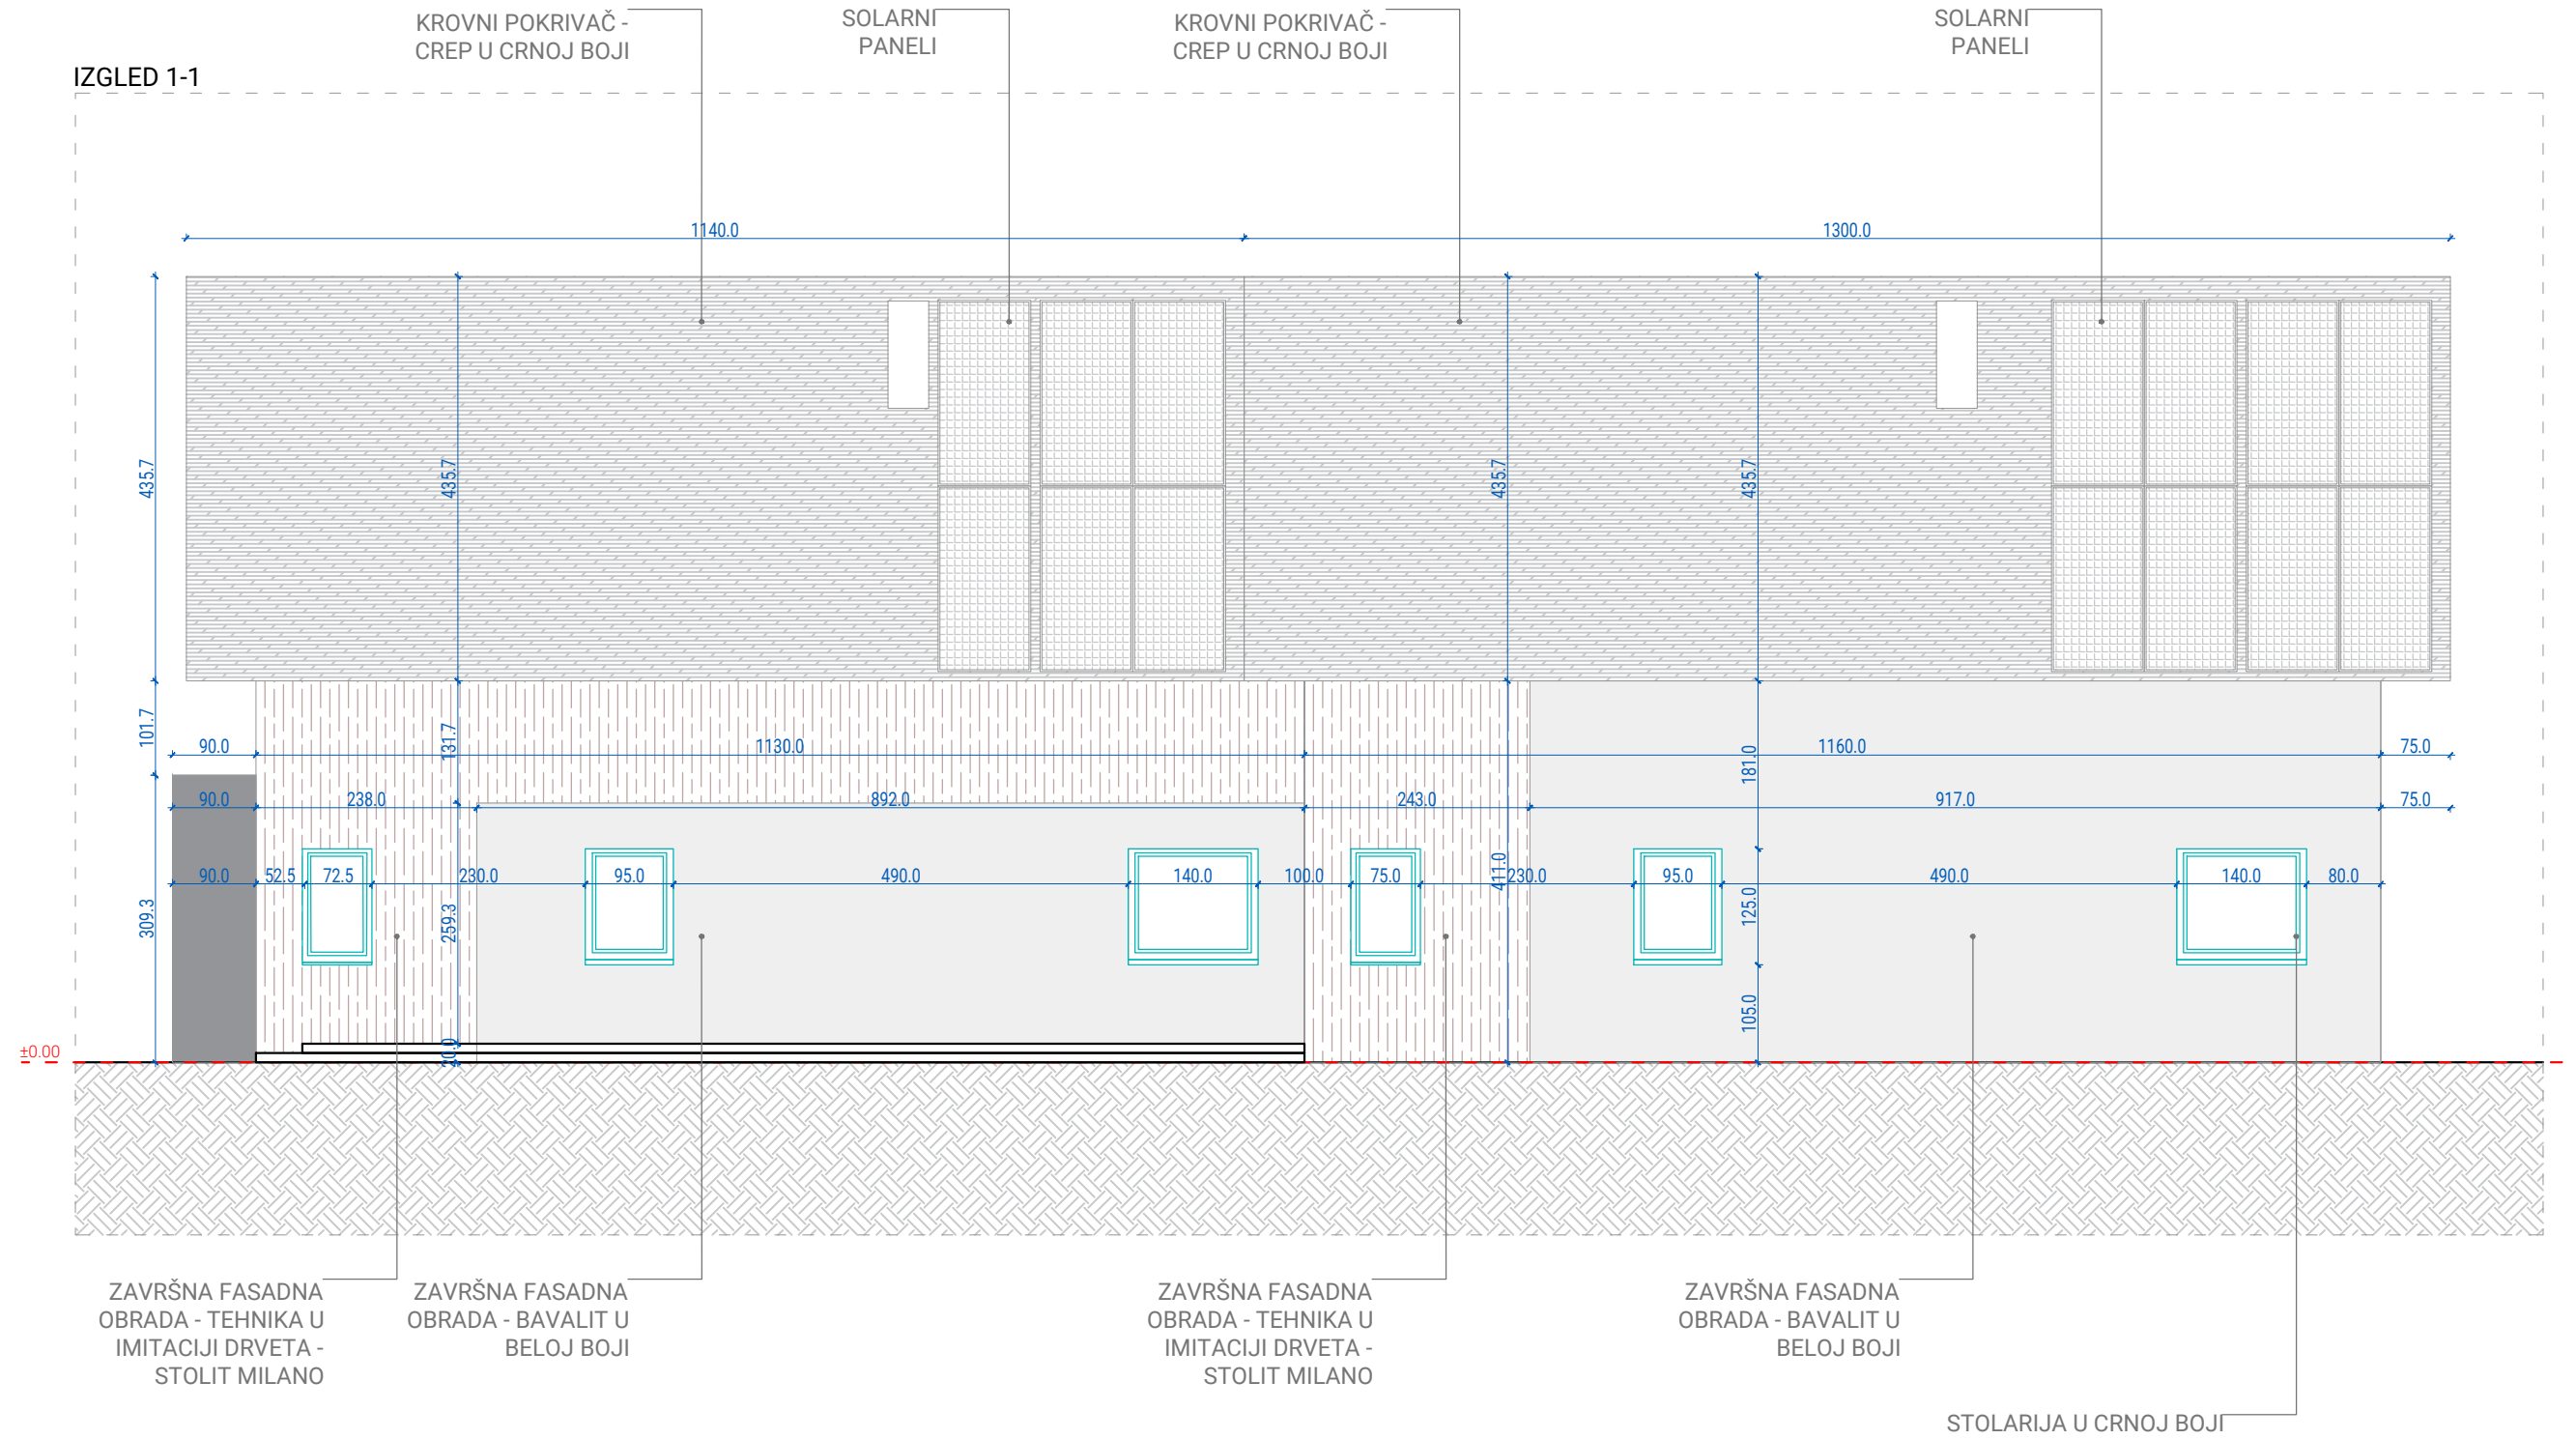 KROVNI POKRIVAČ -
CREP U CRNOJ BOJI
SOLARNI
PANELI
KROVNI POKRIVAČ -
CREP U CRNOJ BOJI
SOLARNI
PANELI
IZGLED 1-1
1140.0
1300.0
435.7
435.7
435.7
435.7
101.7
131.7
181.0
90.0
1130.0
1160.0
75.0
90.0
238.0
892.0
243.0
917.0
75.0
90.0
52.5
72.5
230.0
95.0
490.0
140.0
100.0
75.0
230.0
95.0
490.0
140.0
80.0
309.3
259.3
411.0
125.0
105.0
20.0
±0.00
ZAVRŠNA FASADNA
OBRADA - TEHNIKA U
IMITACIJI DRVETA -
STOLIT MILANO
ZAVRŠNA FASADNA
OBRADA - BAVALIT U
BELOJ BOJI
ZAVRŠNA FASADNA
OBRADA - TEHNIKA U
IMITACIJI DRVETA -
STOLIT MILANO
ZAVRŠNA FASADNA
OBRADA - BAVALIT U
BELOJ BOJI
STOLARIJA U CRNOJ BOJI